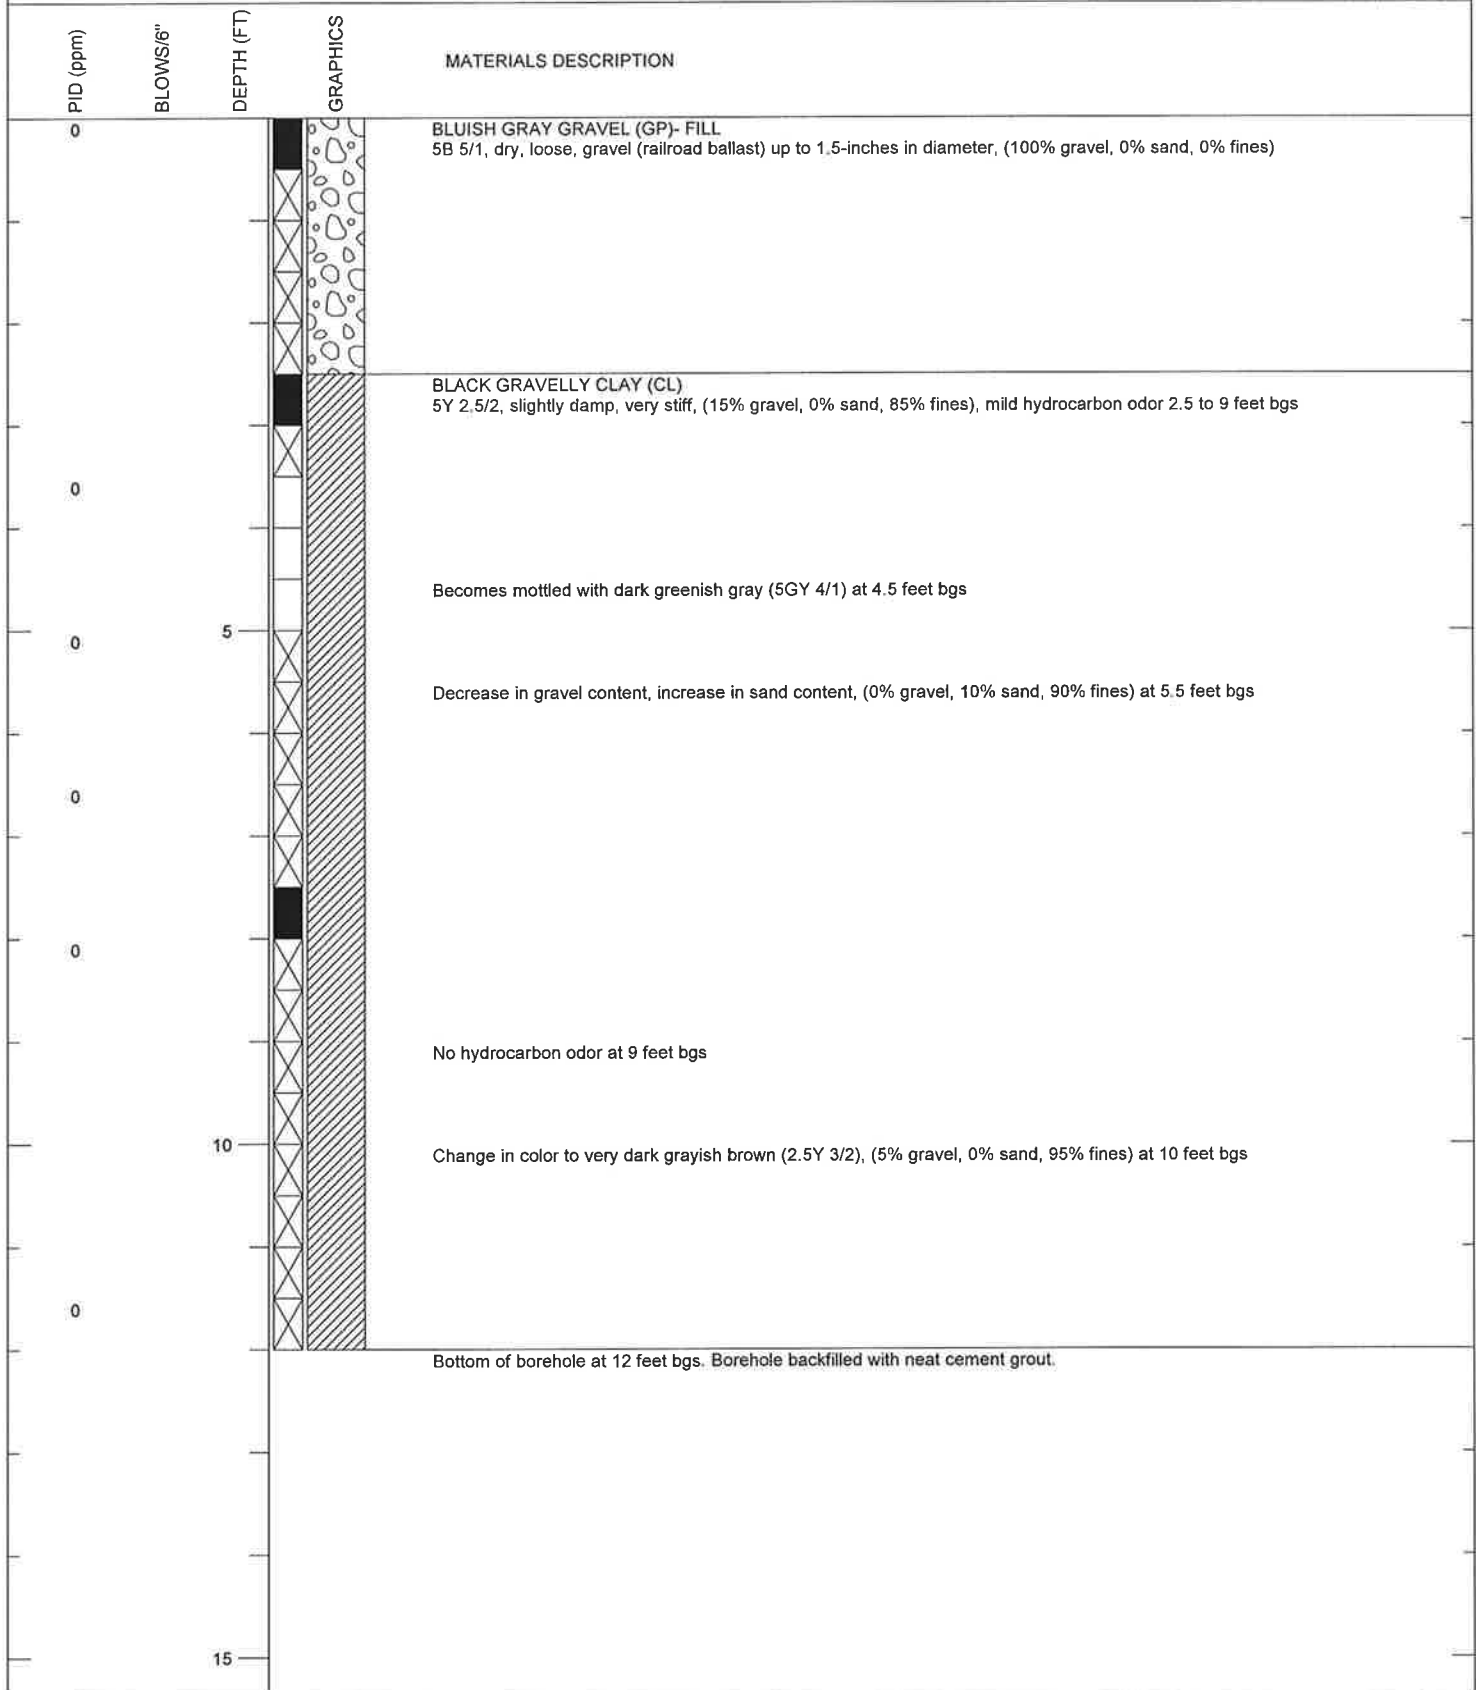 PID (ppm)
BLOWS/6"
DEPTH (FT)
GRAPHICS
MATERIALS DESCRIPTION
0
BLUISH GRAY GRAVEL (GP)- FILL
5B 5/1, dry, loose, gravel (railroad ballast) up to 1.5-inches in diameter, (100% gravel, 0% sand, 0% fines)
BLACK GRAVELLY CLAY (CL)
5Y 2.5/2, slightly damp, very stiff, (15% gravel, 0% sand, 85% fines), mild hydrocarbon odor 2.5 to 9 feet bgs
0
Becomes mottled with dark greenish gray (5GY 4/1) at 4.5 feet bgs
5
0
Decrease in gravel content, increase in sand content, (0% gravel, 10% sand, 90% fines) at 5.5 feet bgs
0
0
No hydrocarbon odor at 9 feet bgs
10
Change in color to very dark grayish brown (2.5Y 3/2), (5% gravel, 0% sand, 95% fines) at 10 feet bgs
0
Bottom of borehole at 12 feet bgs. Borehole backfilled with neat cement grout.
15